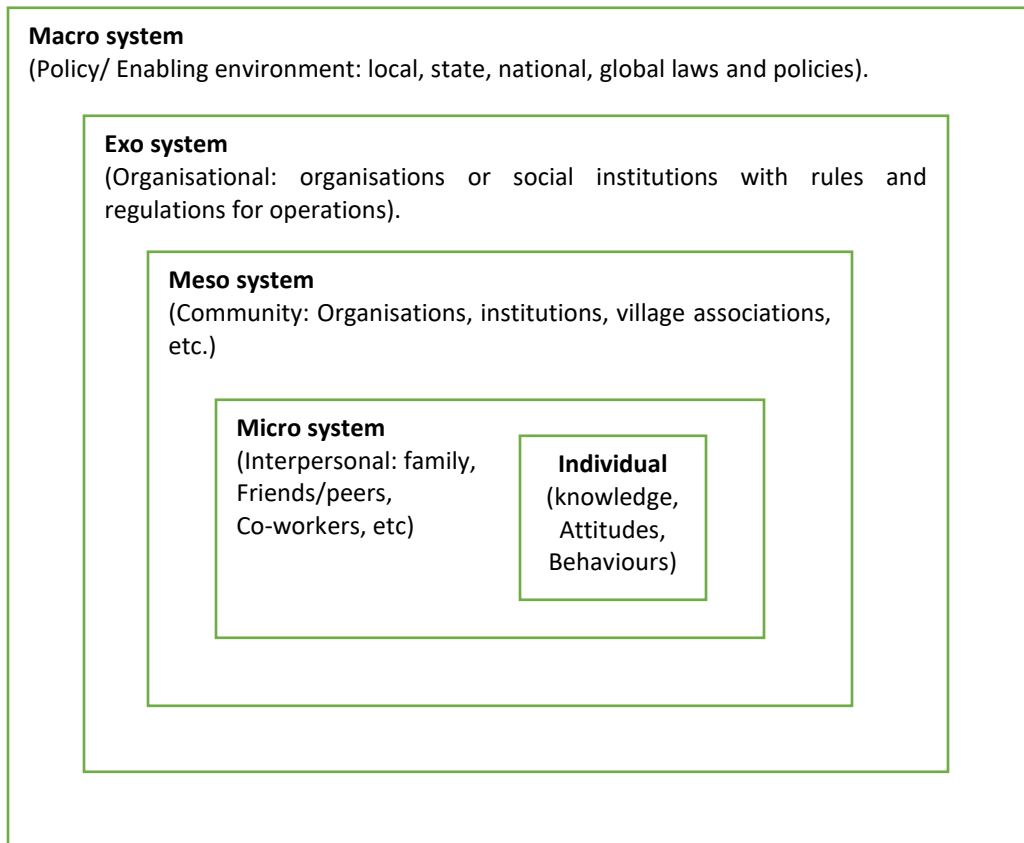 Macro system
(Policy/ Enabling environment: local, state, national, global laws and policies).
Exo system
(Organisational: organisations or social institutions with rules and
regulations for operations).
Meso system
(Community: Organisations, institutions, village associations,
etc.)
Micro system
(Interpersonal: family,
Friends/peers,
Co-workers, etc)
Individual
(knowledge,
Attitudes,
Behaviours)